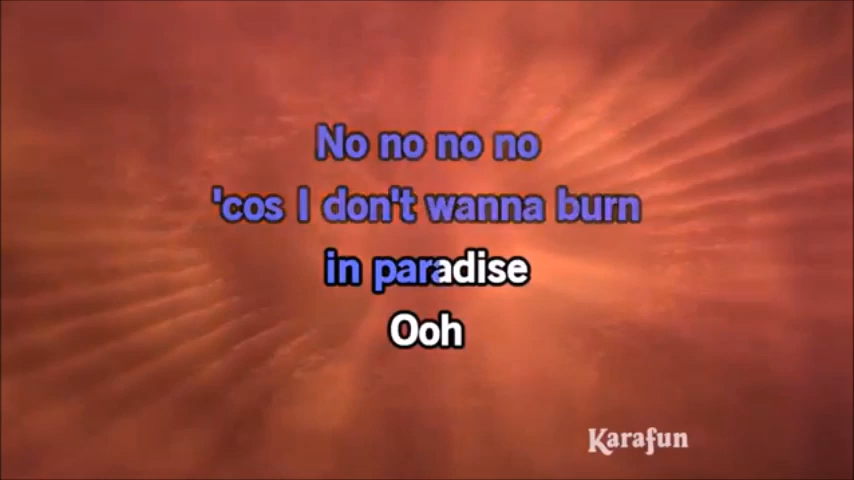 No no no no
'cos I don't wanna burn
in paradise
Ooh
Karafun